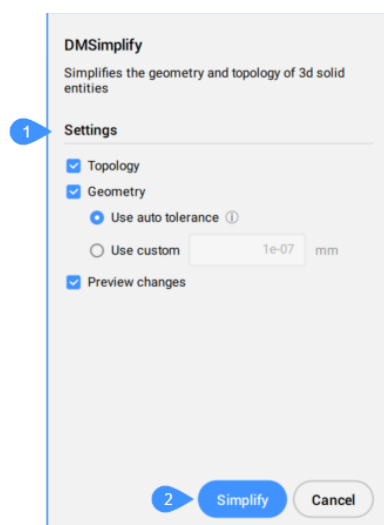 DMSimplify
Simplifies the geometry and topology of 3d solid
entities
1
Settings
Topology
Geometry
Use auto tolerance ⓘ
Use custom 1e-07 mm
Preview changes
2
Simplify Cancel